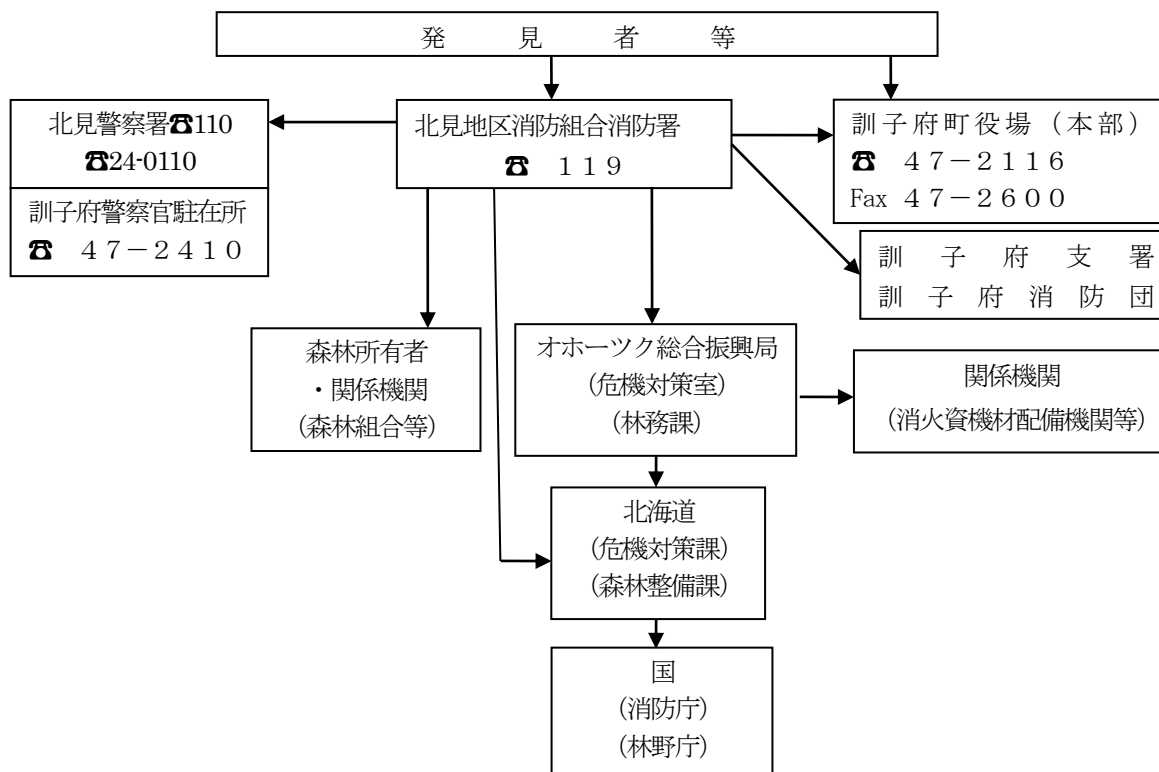 発見者等
北見警察署☎110
☎24-0110
訓子府警察官駐在所
☎ 47-2410
北見地区消防組合消防署
☎ 119
訓子府町役場(本部)
☎ 47-2116
Fax 47-2600
訓子府支署
訓子府消防団
森林所有者
・関係機関
(森林組合等)
オホーツク総合振興局
(危機対策室)
(林務課)
関係機関
(消火資機材配備機関等)
北海道
(危機対策課)
(森林整備課)
国
(消防庁)
(林野庁)